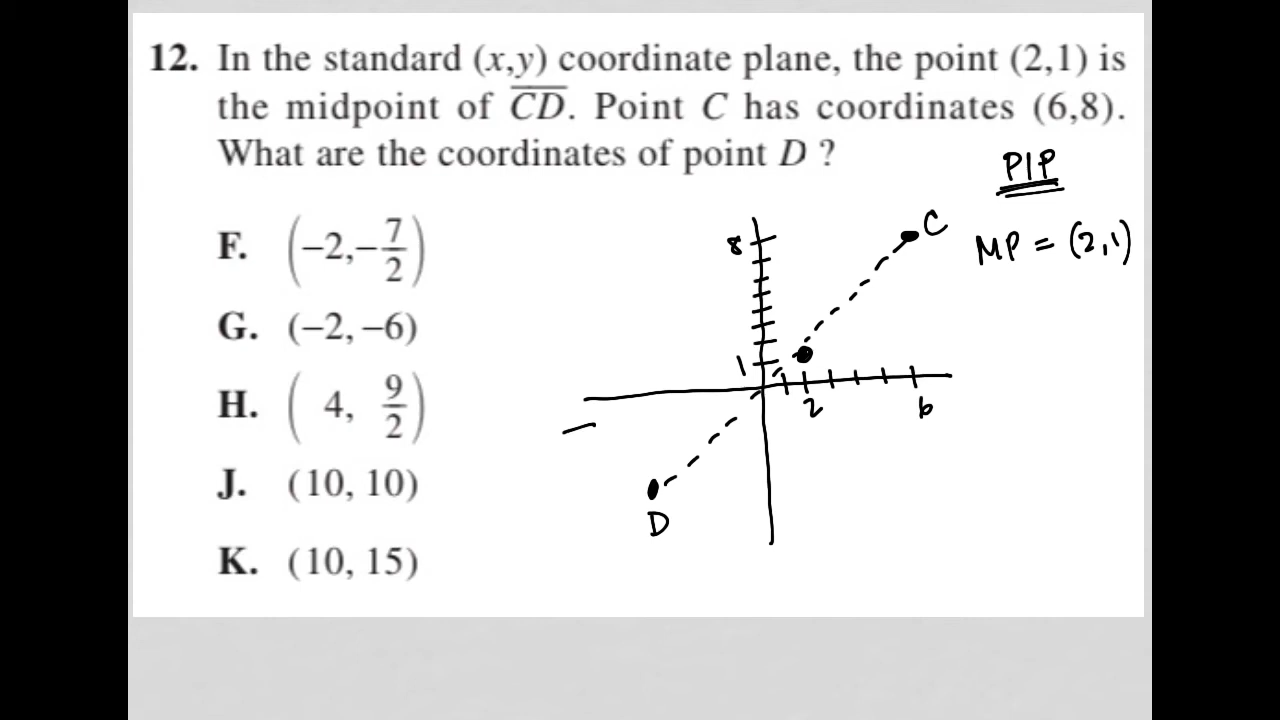 12. In the standard (x,y) coordinate plane, the point (2,1) is
the midpoint of C̅D̅. Point C has coordinates (6,8).
What are the coordinates of point D ?
PIP
MP = (2,1)
F. (−2,−7/2)
G. (−2, −6)
H. ( 4, 9/2)
J. (10, 10)
K. (10, 15)
8
C
1
2
6
D